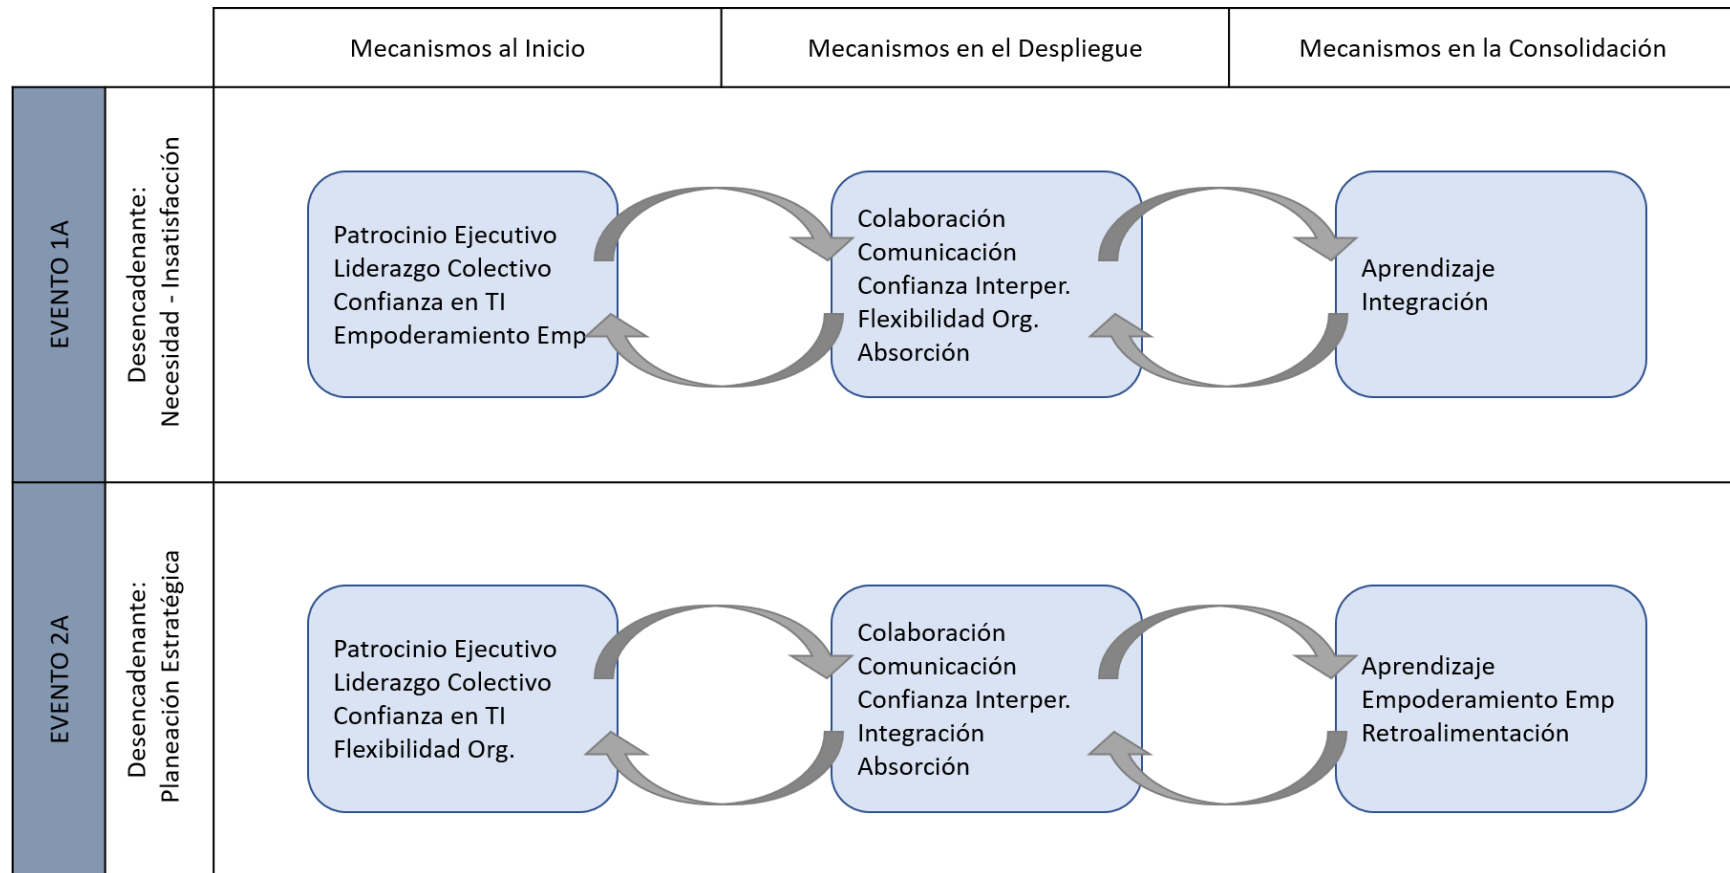 Mecanismos al Inicio
Mecanismos en el Despliegue
Mecanismos en la Consolidación
EVENTO 1A
Desencadenante:
Necesidad - Insatisfacción
Patrocinio Ejecutivo
Liderazgo Colectivo
Confianza en TI
Empoderamiento Emp
Colaboración
Comunicación
Confianza Interper.
Flexibilidad Org.
Absorción
Aprendizaje
Integración
EVENTO 2A
Desencadenante:
Planeación Estratégica
Patrocinio Ejecutivo
Liderazgo Colectivo
Confianza en TI
Flexibilidad Org.
Colaboración
Comunicación
Confianza Interper.
Integración
Absorción
Aprendizaje
Empoderamiento Emp
Retroalimentación